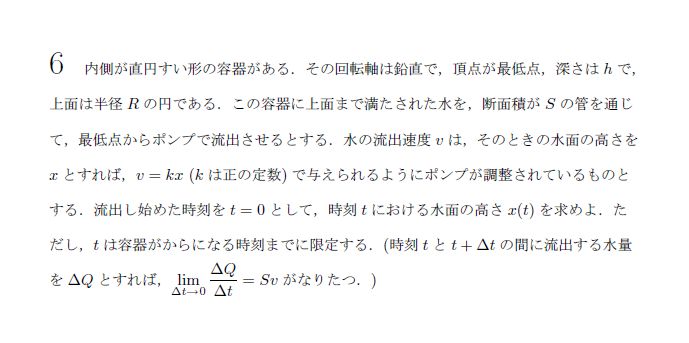 6 内側が直円すい形の容器がある．その回転軸は鉛直で，頂点が最低点，深さは h で，
上面は半径 R の円である．この容器に上面まで満たされた水を，断面積が S の管を通じ
て，最低点からポンプで流出させるとする．水の流出速度 v は，そのときの水面の高さを
x とすれば，v = kx (k は正の定数) で与えられるようにポンプが調整されているものと
する．流出し始めた時刻を t = 0 として，時刻 t における水面の高さ x(t) を求めよ．た
だし，t は容器がからになる時刻までに限定する．(時刻 t と t + Δt の間に流出する水量
を ΔQ とすれば，lim_{Δt→0} ΔQ/Δt = Sv がなりたつ．)